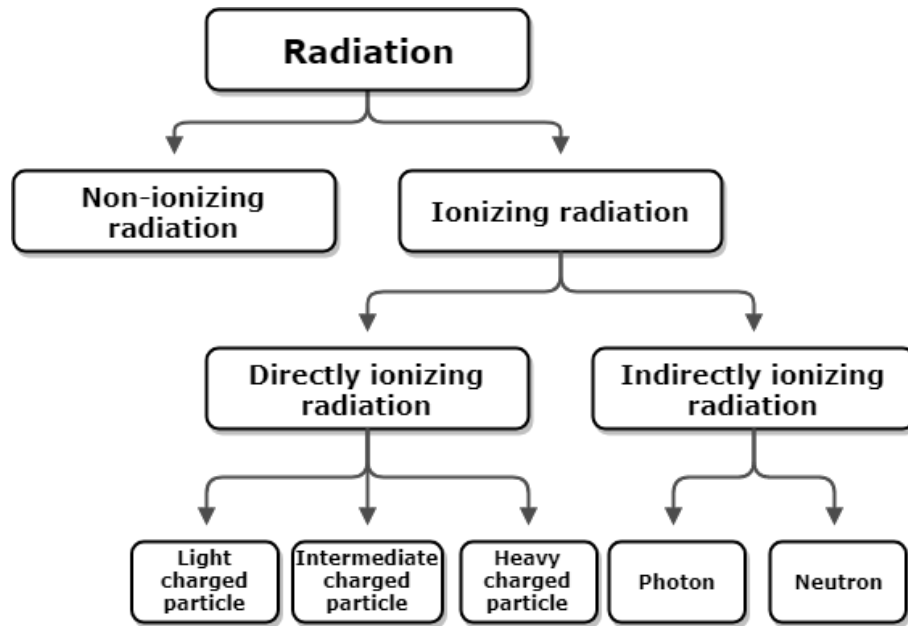 Radiation
Non-ionizing
radiation
Ionizing radiation
Directly ionizing
radiation
Indirectly ionizing
radiation
Light
charged
particle
Intermediate
charged
particle
Heavy
charged
particle
Photon
Neutron